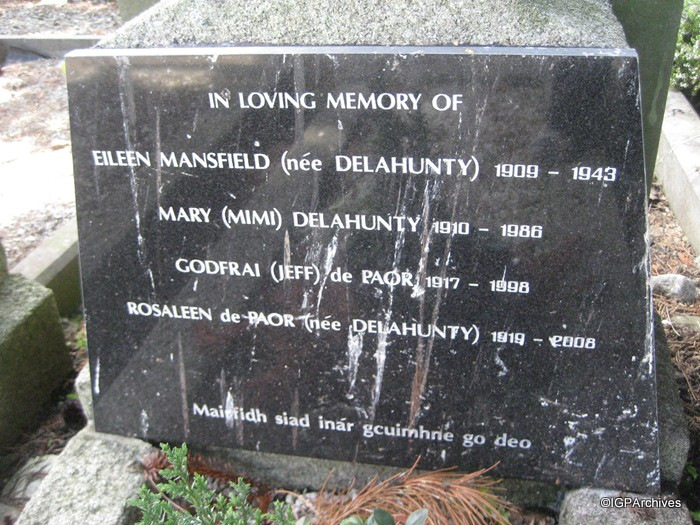 IN LOVING MEMORY OF
EILEEN MANSFIELD (née DELAHUNTY) 1909 - 1943
MARY (MIMI) DELAHUNTY 1910 - 1986
GODFRAI (JEFF) de PAOR 1917 - 1998
ROSALEEN de PAOR (née DELAHUNTY) 1919 - 2008
Mairfidh siad inár gcuimhne go deo
©IGPArchives